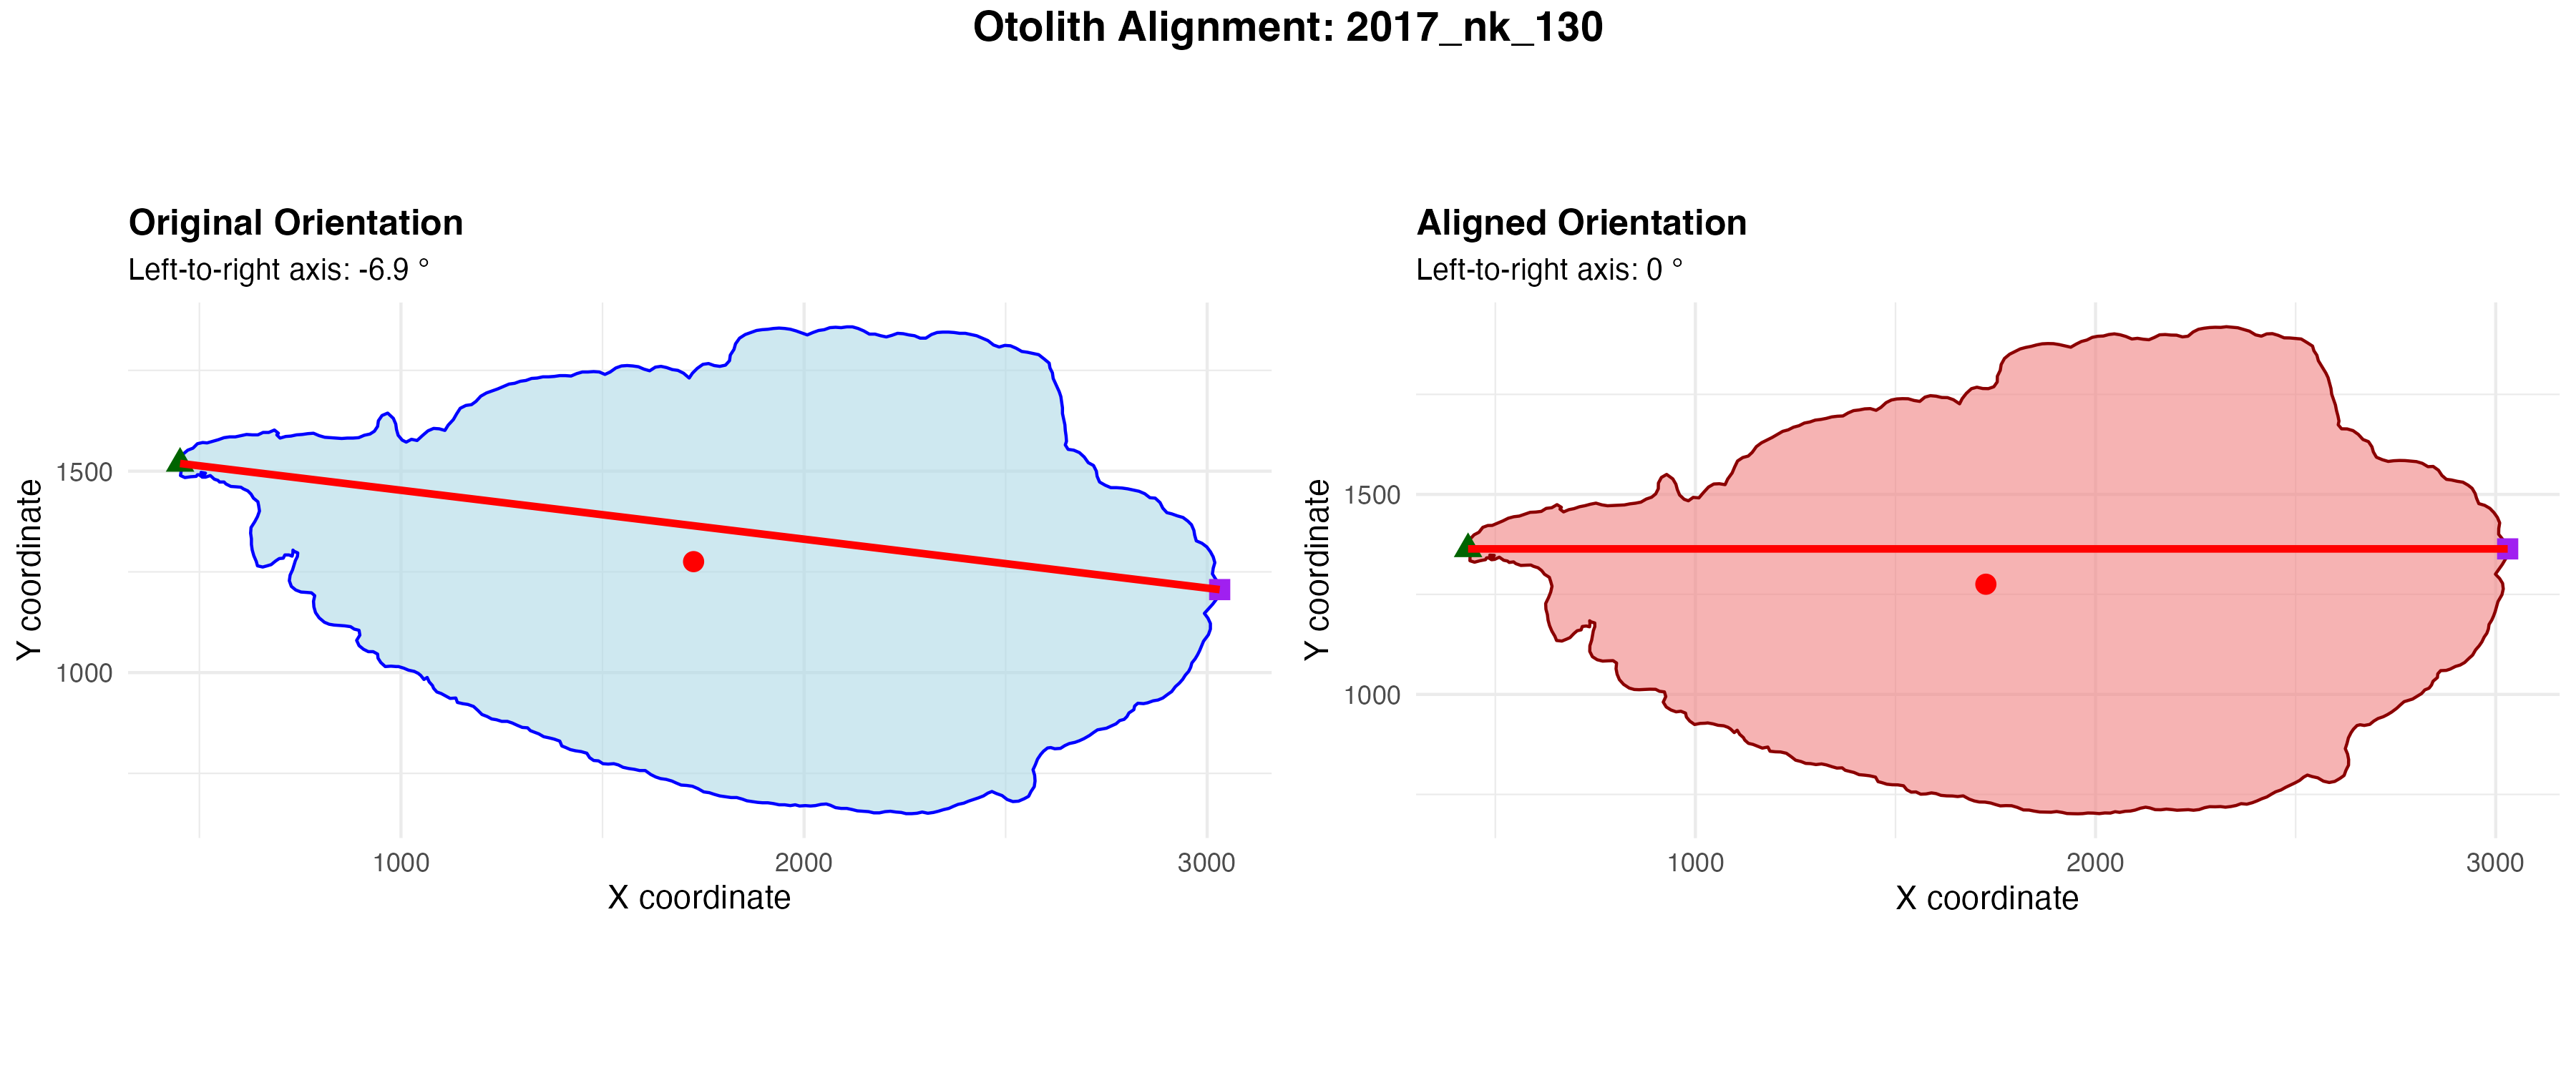 Otolith Alignment: 2017_nk_130
Original Orientation
Left-to-right axis: -6.9 °
Y coordinate
1500
1000
1000
2000
3000
X coordinate
Aligned Orientation
Left-to-right axis: 0 °
Y coordinate
1500
1000
1000
2000
3000
X coordinate